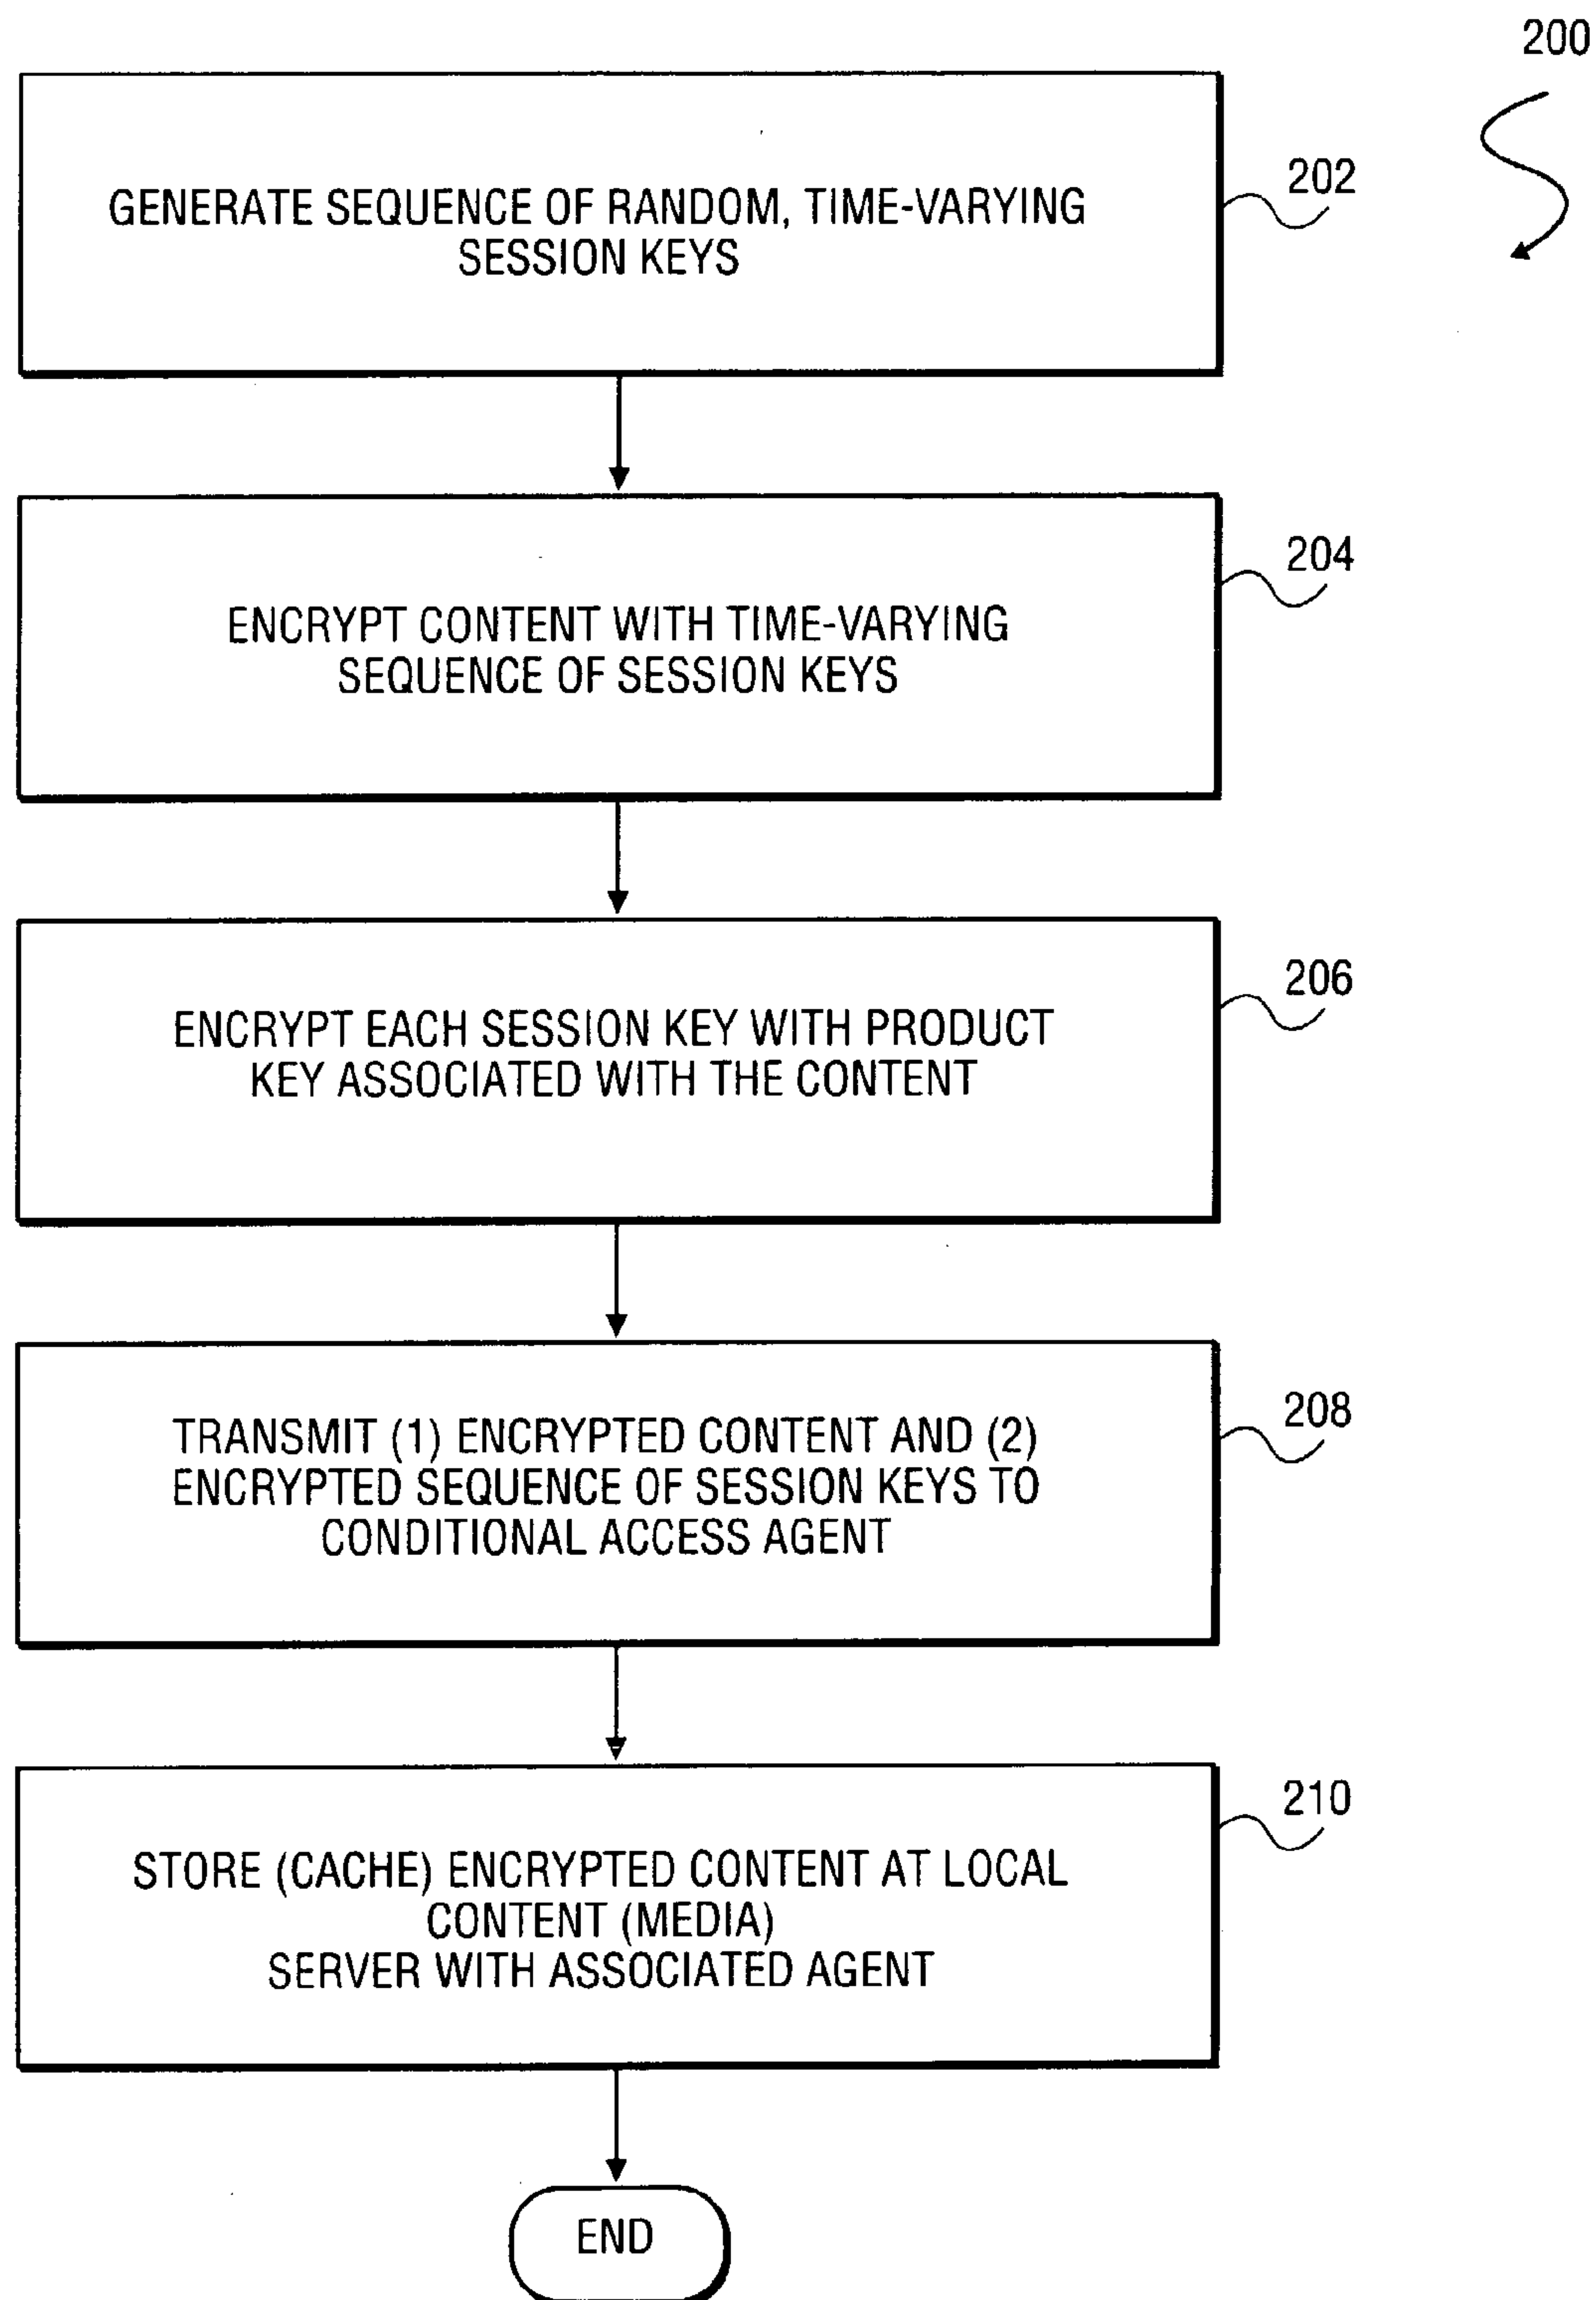 200
GENERATE SEQUENCE OF RANDOM, TIME-VARYING
SESSION KEYS
202
ENCRYPT CONTENT WITH TIME-VARYING
SEQUENCE OF SESSION KEYS
204
ENCRYPT EACH SESSION KEY WITH PRODUCT
KEY ASSOCIATED WITH THE CONTENT
206
TRANSMIT (1) ENCRYPTED CONTENT AND (2)
ENCRYPTED SEQUENCE OF SESSION KEYS TO
CONDITIONAL ACCESS AGENT
208
STORE (CACHE) ENCRYPTED CONTENT AT LOCAL
CONTENT (MEDIA)
SERVER WITH ASSOCIATED AGENT
210
END